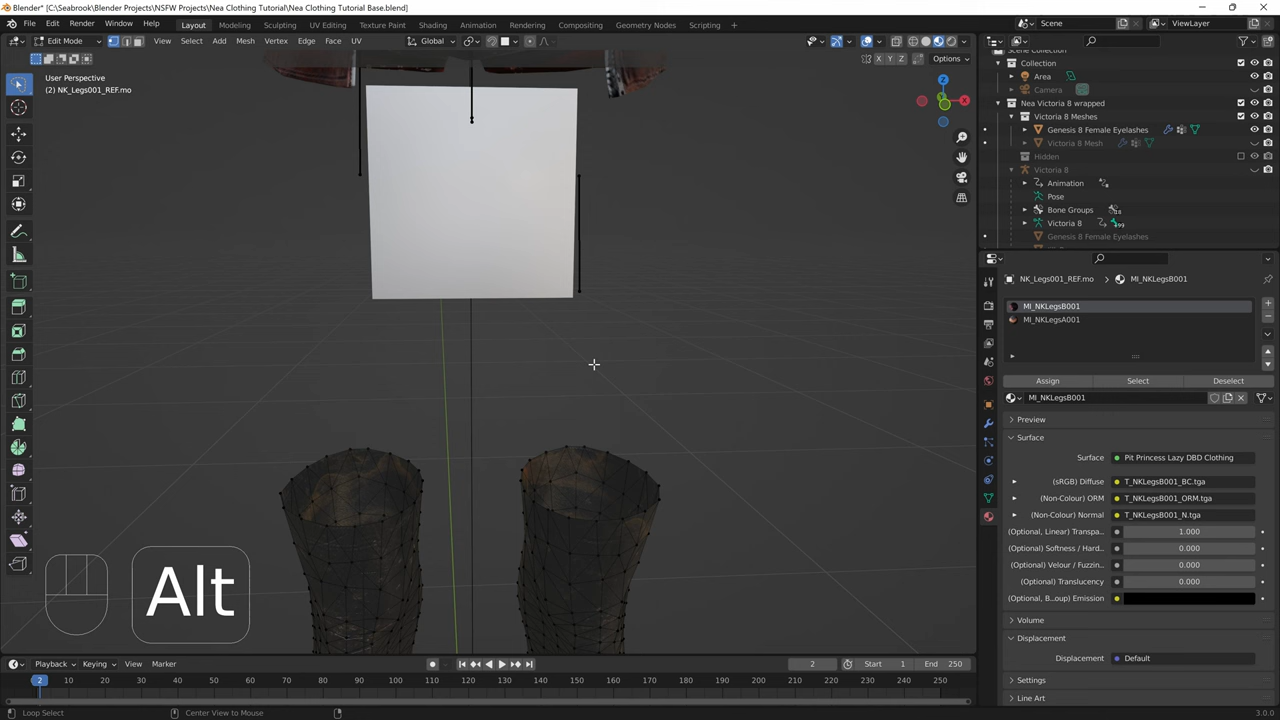 Blender* [C:\Seabrook\Blender Projects\NSFW Projects\Nea Clothing Tutorial\Nea Clothing Tutorial Base.blend]
File Edit Render Window Help Layout Modeling Sculpting UV Editing Texture Paint Shading Animation Rendering Compositing Geometry Nodes Scripting Scene ViewLayer
Edit Mode View Select Add Mesh Vertex Edge Face UV Global
X Y Z Options
User Perspective
(2) NK_Legs001_REF.mo
Z
X
Alt
Scene Collection
Collection
Area
Camera
Nea Victoria 8 wrapped
Victoria 8 Meshes
Genesis 8 Female Eyelashes
Victoria 8 Mesh
Hidden
Victoria 8
Animation
Pose
Bone Groups
Victoria 8
Genesis 8 Female Eyelashes
NK_Legs001_REF.mo > MI_NKLegsB001
MI_NKLegsB001
MI_NKLegsA001
Assign Select Deselect
MI_NKLegsB001
Preview
Surface
Surface Pit Princess Lazy DBD Clothing
(sRGB) Diffuse T_NKLegsB001_BC.tga
(Non-Colour) ORM T_NKLegsB001_ORM.tga
(Non-Colour) Normal T_NKLegsB001_N.tga
(Optional, Linear) Transpa... 1.000
(Optional) Softness / Hard... 0.000
(Optional) Velour / Fuzzin... 0.000
(Optional) Translucency 0.000
(Optional, B...oup) Emission
Volume
Displacement
Displacement Default
Settings
Line Art
Playback Keying View Marker 2 Start 1 End 250
2 10 20 30 40 50 60 70 80 90 100 110 120 130 140 150 160 170 180 190 200 210 220 230 240 250
Loop Select Center View to Mouse 3.0.0